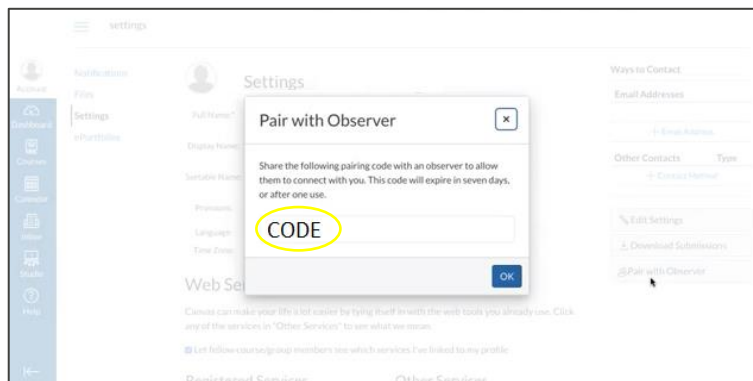 settings
Account
Dashboard
Courses
Calendar
Inbox
Studio
Help
Notifications
Files
Settings
ePortfolios
Settings
Full Name:*
Display Name:
Sortable Name:
Pronouns:
Language:
Time Zone:
Pair with Observer
×
Share the following pairing code with an observer to allow
them to connect with you. This code will expire in seven days,
or after one use.
CODE
OK
Web Ser
Canvas can make your life a lot easier by tying itself in with the web tools you already use. Click
any of the services in "Other Services" to see what we mean.
Let fellow course/group members see which services I've linked to my profile
Registered Services
Other Services
Ways to Contact
Email Addresses
+ Email Address
Other Contacts Type
+ Contact Method
Edit Settings
Download Submissions
Pair with Observer